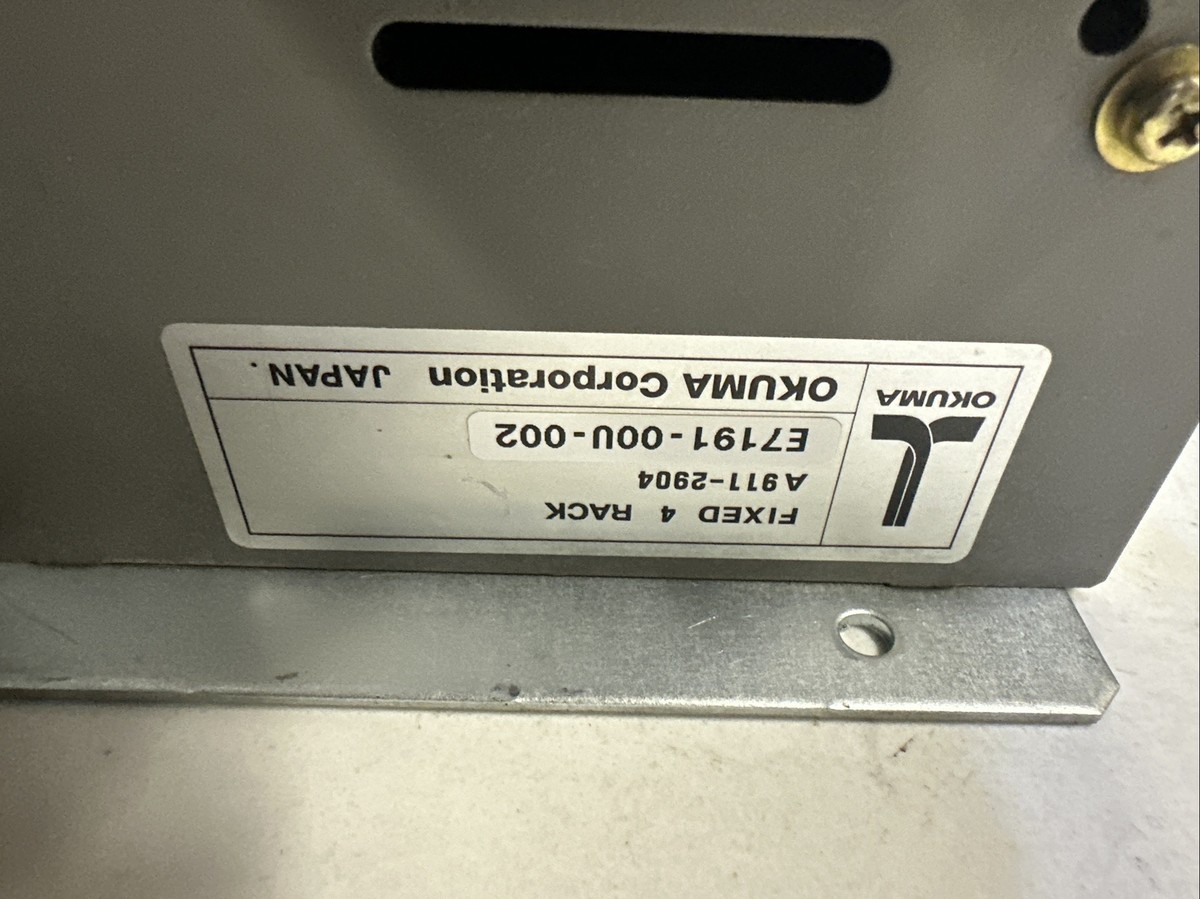 FIXED 4 RACK
A911-2904
E7191-00U-002
OKUMA
OKUMA Corporation JAPAN.